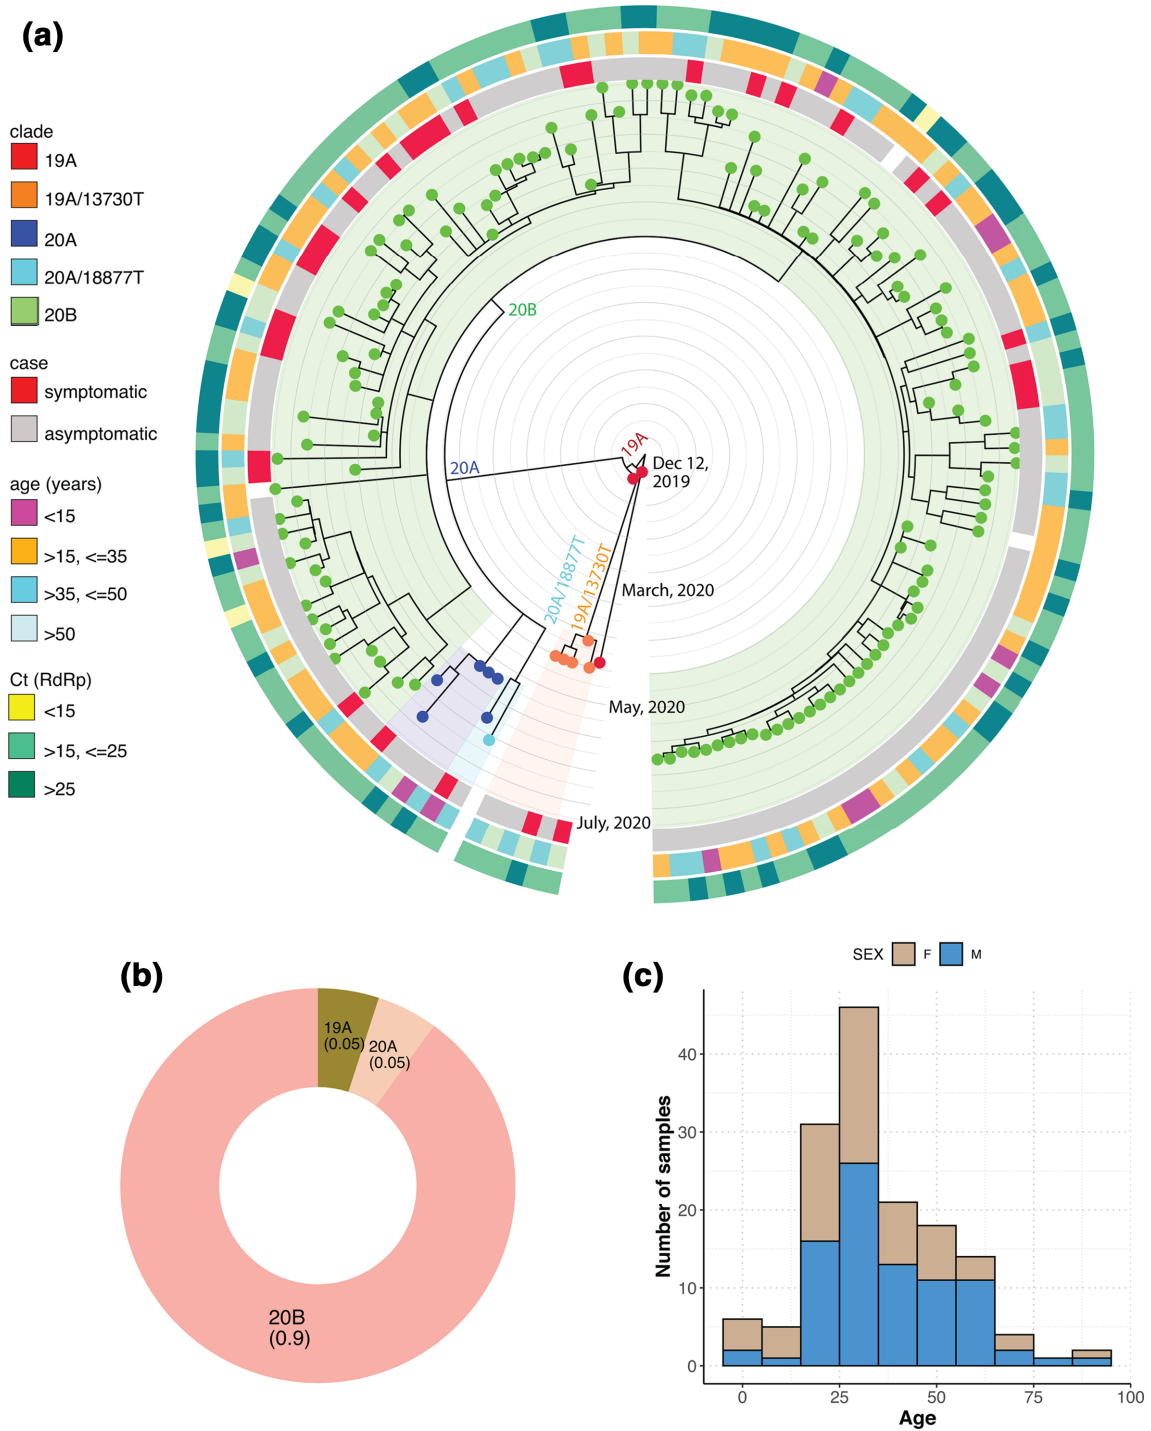 (a)
clade
19A
19A/13730T
20A
20A/18877T
20B
case
symptomatic
asymptomatic
age (years)
<15
>15, <=35
>35, <=50
>50
Ct (RdRp)
<15
>15, <=25
>25
20B
20A
19A
Dec 12,
2019
20A/18877T
19A/13730T
March, 2020
May, 2020
July, 2020
(b)
19A
(0.05)
20A
(0.05)
20B
(0.9)
(c)
SEX F M
Number of samples
40
30
20
10
0
0 25 50 75 100
Age